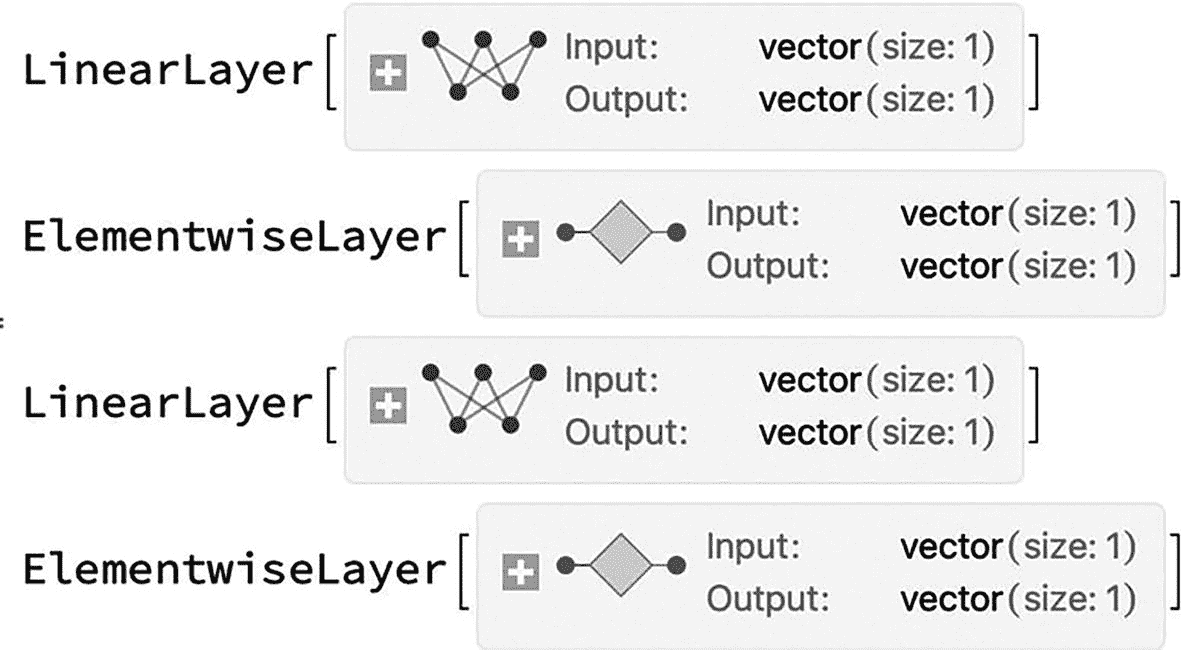 LinearLayer[ + Input: vector(size: 1) ]
Output: vector(size: 1)
ElementwiseLayer[ + Input: vector(size: 1) ]
Output: vector(size: 1)
LinearLayer[ + Input: vector(size: 1) ]
Output: vector(size: 1)
ElementwiseLayer[ + Input: vector(size: 1) ]
Output: vector(size: 1)